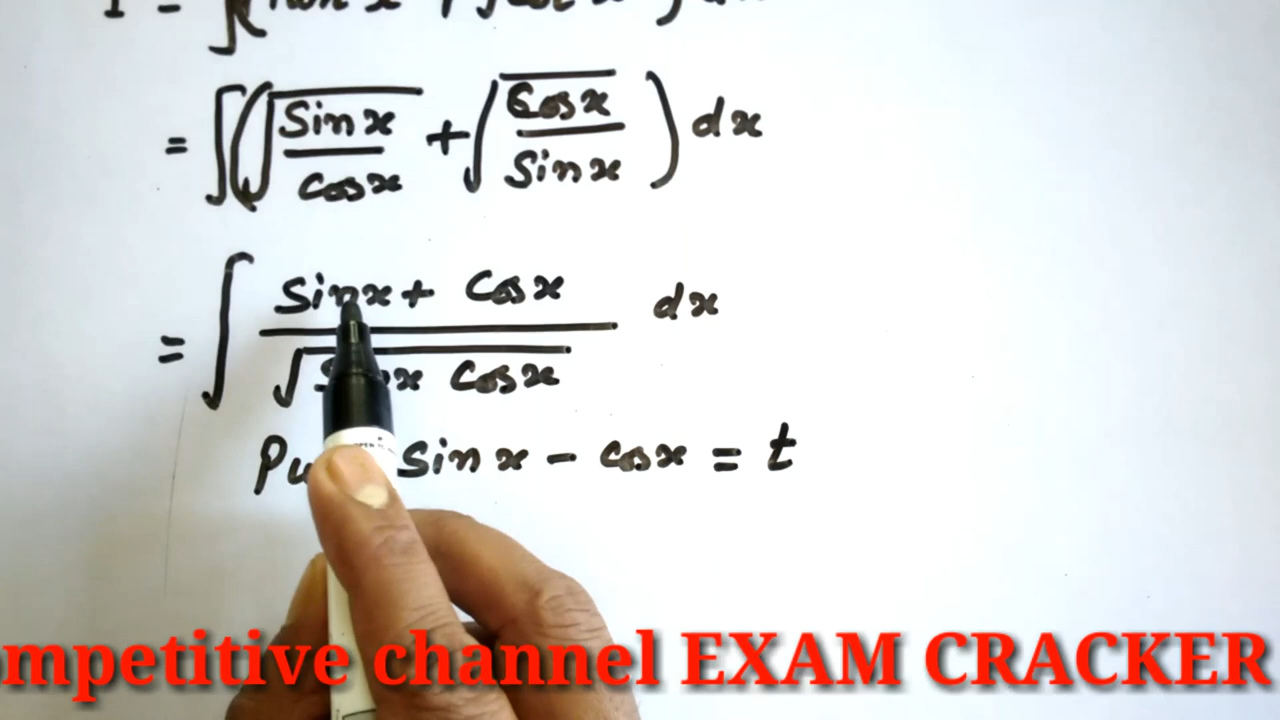 = ∫(√(Sinx/Cosx) + √(Cosx/Sinx)) dx
= ∫ (Sinx + Cosx)/√(Sinx Cosx) dx
Sinx - Cosx = t
mpetitive channel EXAM CRACKER